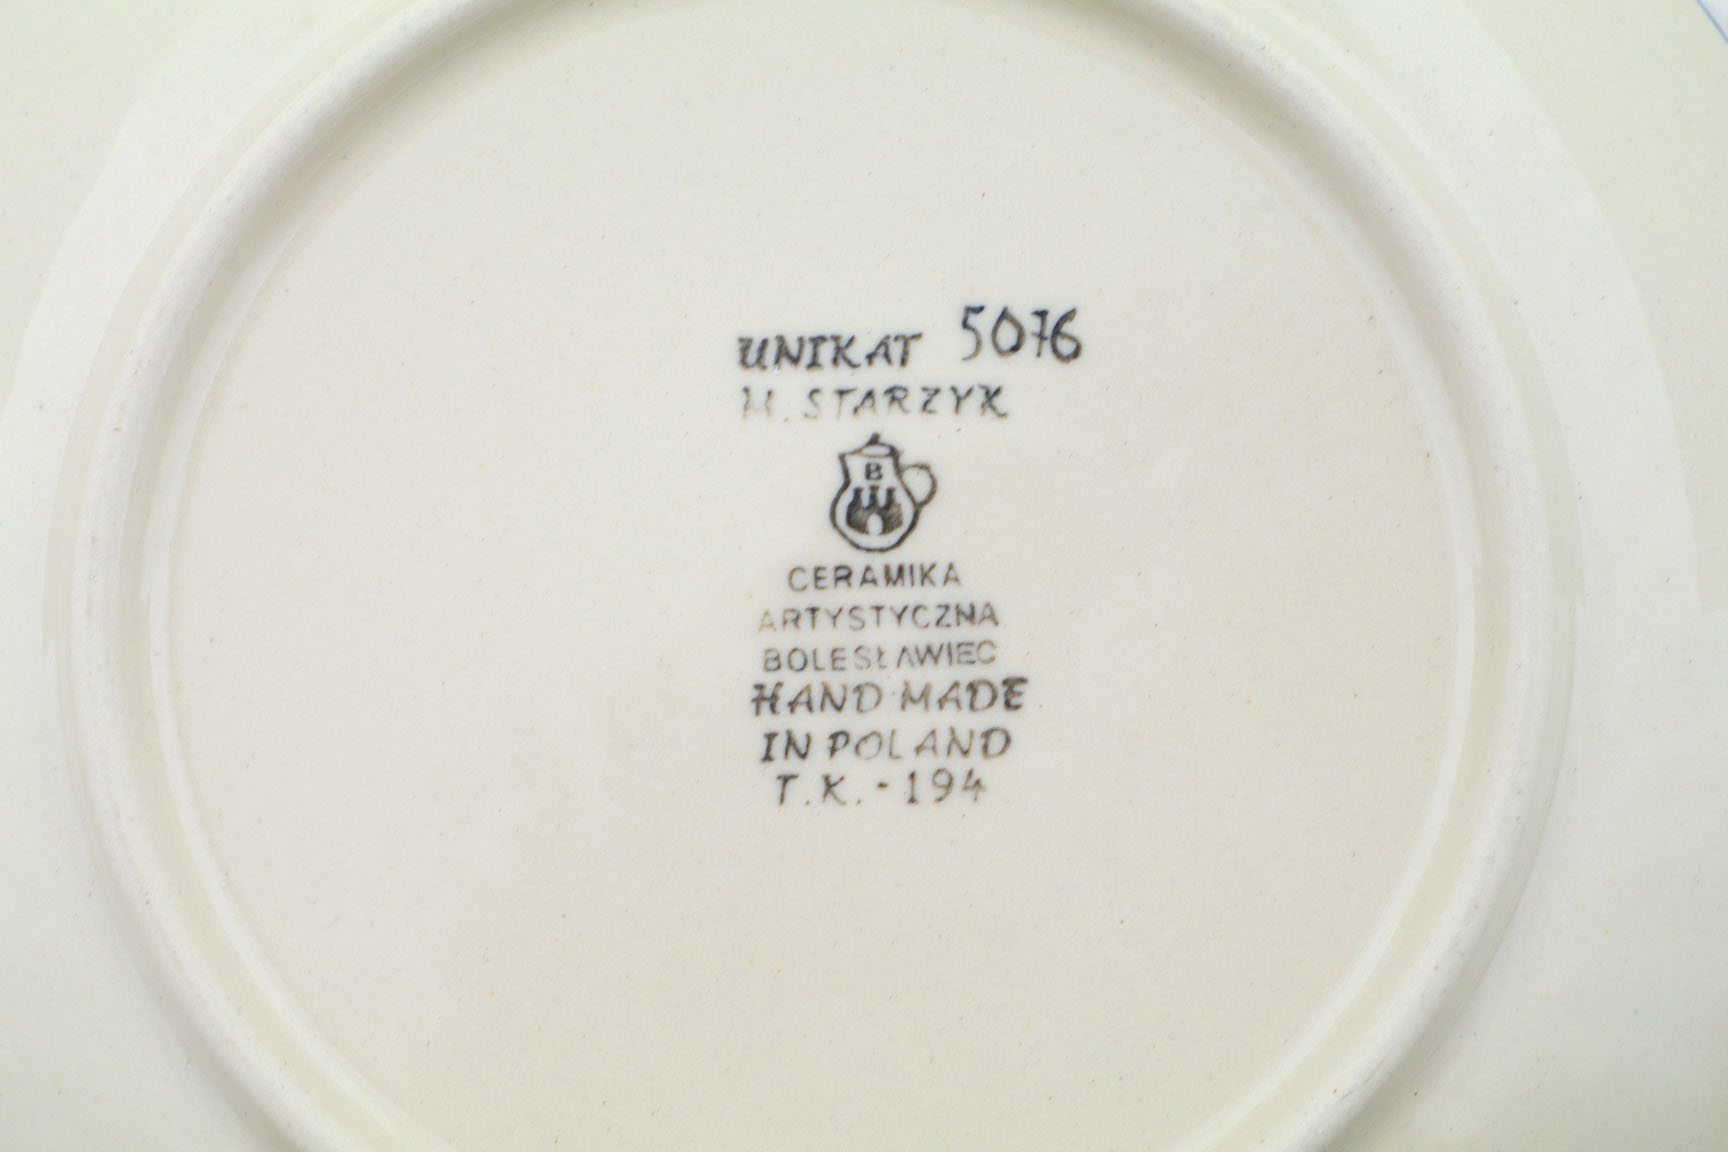 UNIKAT 5076
M. STARZYK
B
CERAMIKA
ARTYSTYCZNA
BOLESŁAWIEC
HAND MADE
IN POLAND
T.K.-194